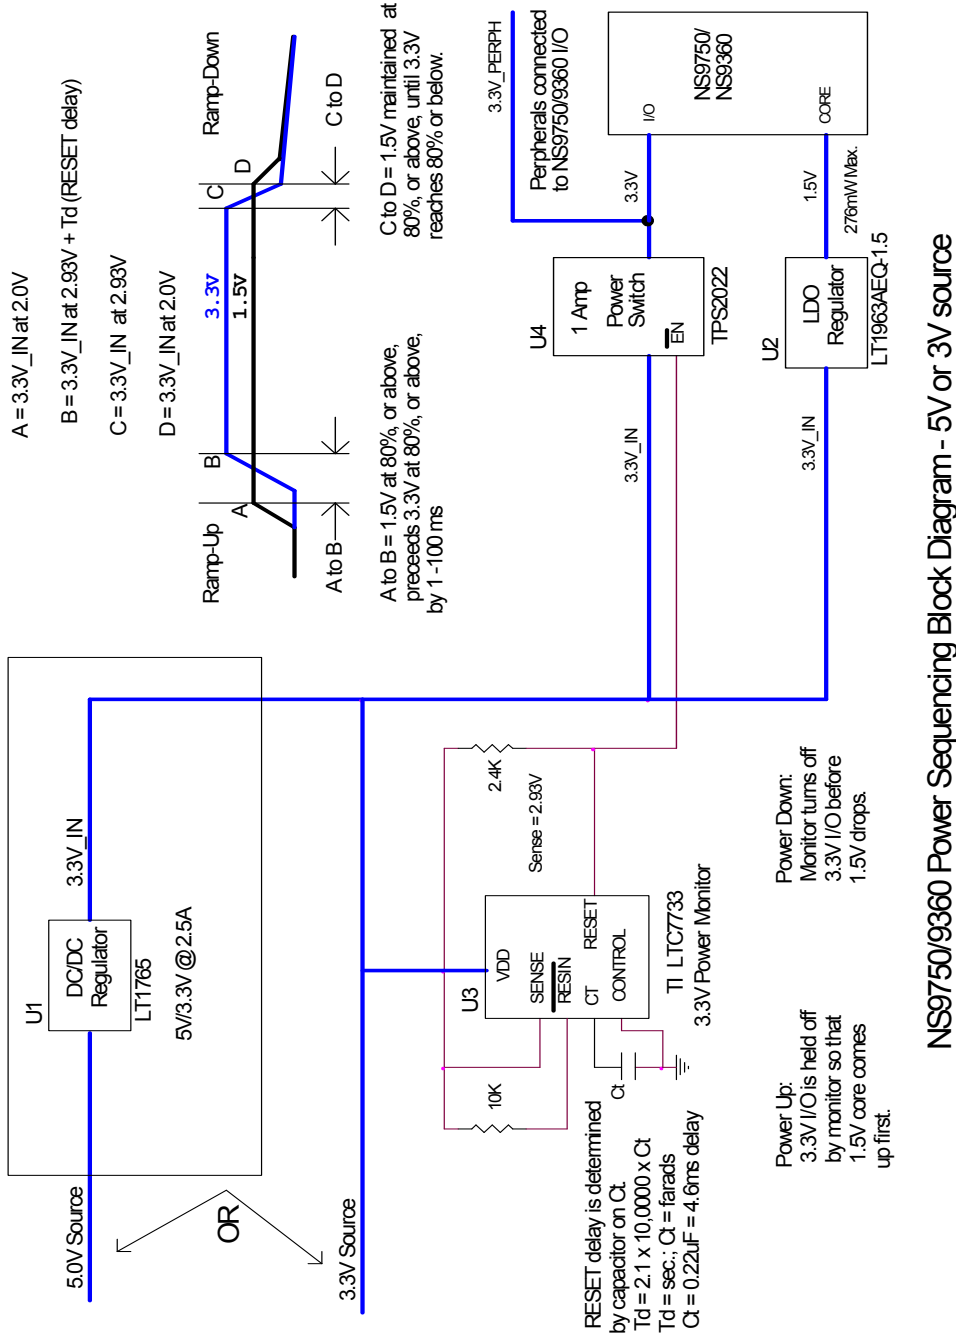 A = 3.3V_IN at 2.0V
B = 3.3V_IN at 2.93V + Td (RESET delay)
C = 3.3V_IN at 2.93V
D = 3.3V_IN at 2.0V
Ramp-Up
Ramp-Down
A
B
C
D
3.3V
1.5V
A to B
C to D
A to B = 1.5V at 80%, or above,
preceeds 3.3V at 80%, or above,
by 1 -100 ms
C to D = 1.5V maintained at
80%, or above, until 3.3V
reaches 80% or below.
5.0V Source
OR
3.3V Source
U1
DC/DC
Regulator
LT1765
5V/3.3V @ 2.5A
3.3V_IN
10K
2.4K
Sense = 2.93V
U3
VDD
SENSE
RESIN
CT
CONTROL
RESET
TI LTC7733
3.3V Power Monitor
Ct
RESET delay is determined
by capacitor on Ct.
Td = 2.1 x 10,0000 x Ct
Td = sec.; Ct = farads
Ct = 0.22uF = 4.6ms delay
3.3V_IN
U4
1 Amp
Power
Switch
EN
TPS2022
3.3V_PERPH
Perpherals connected
to NS9750/9360 I/O
3.3V
I/O
NS9750/
NS9360
CORE
3.3V_IN
U2
LDO
Regulator
LT1963AEQ-1.5
1.5V
276mW Max.
Power Up:
3.3V I/O is held off
by monitor so that
1.5V core comes
up first.
Power Down:
Monitor turns off
3.3V I/O before
1.5V drops.
NS9750/9360 Power Sequencing Block Diagram - 5V or 3V source